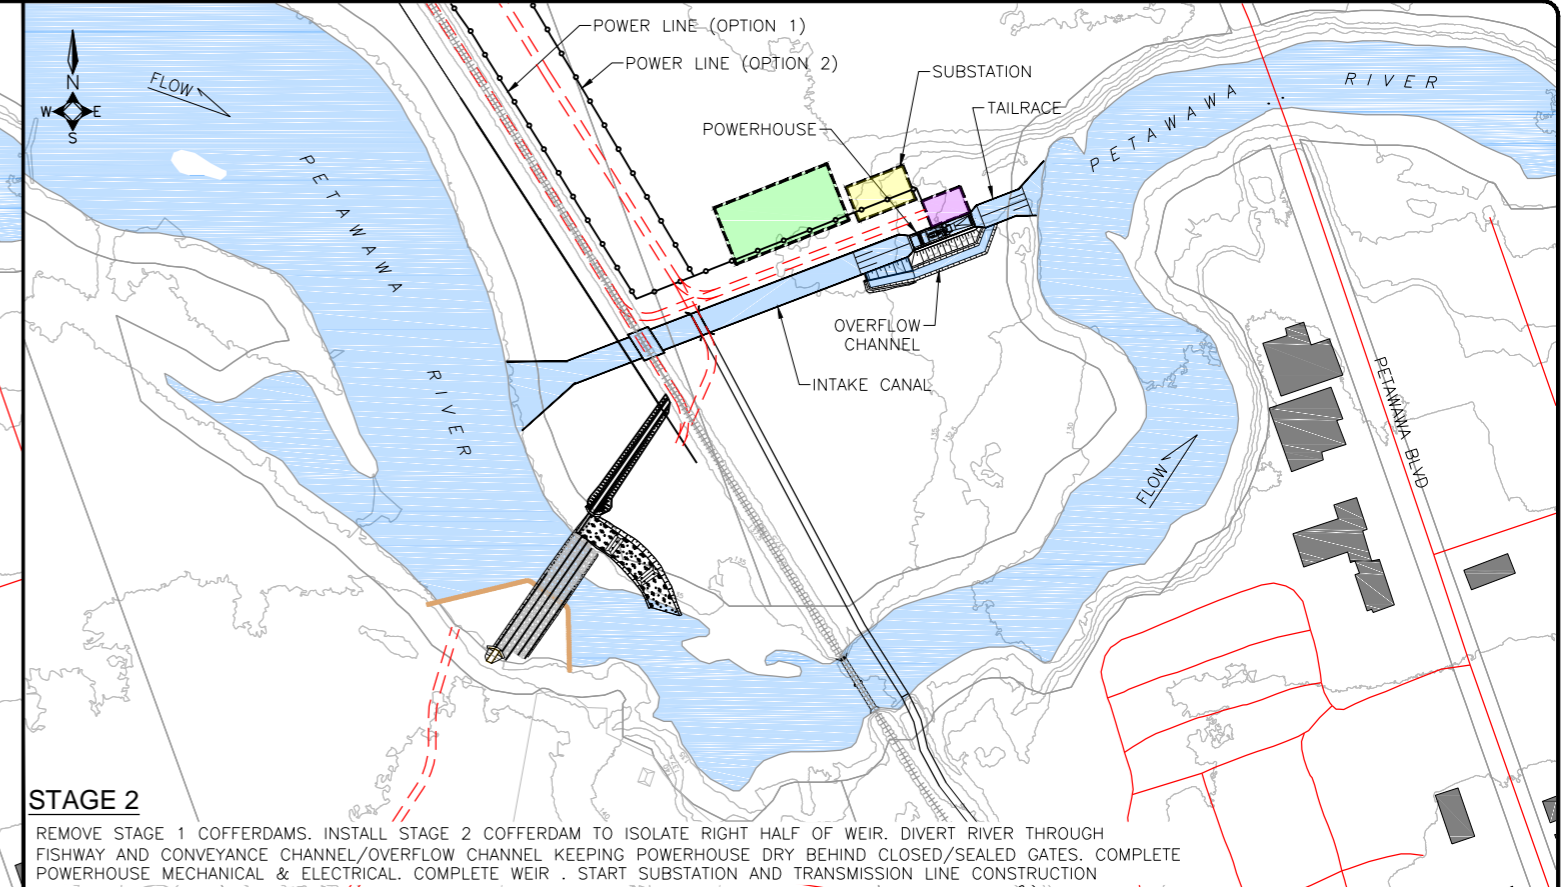 POWER LINE (OPTION 1)
POWER LINE (OPTION 2)
SUBSTATION
TAILRACE
POWERHOUSE
N
W E
S
FLOW
PETAWAWA RIVER
PETAWAWA RIVER
OVERFLOW
CHANNEL
INTAKE CANAL
PETAWAWA BLVD
FLOW
STAGE 2
REMOVE STAGE 1 COFFERDAMS. INSTALL STAGE 2 COFFERDAM TO ISOLATE RIGHT HALF OF WEIR. DIVERT RIVER THROUGH
FISHWAY AND CONVEYANCE CHANNEL/OVERFLOW CHANNEL KEEPING POWERHOUSE DRY BEHIND CLOSED/SEALED GATES. COMPLETE
POWERHOUSE MECHANICAL & ELECTRICAL. COMPLETE WEIR . START SUBSTATION AND TRANSMISSION LINE CONSTRUCTION